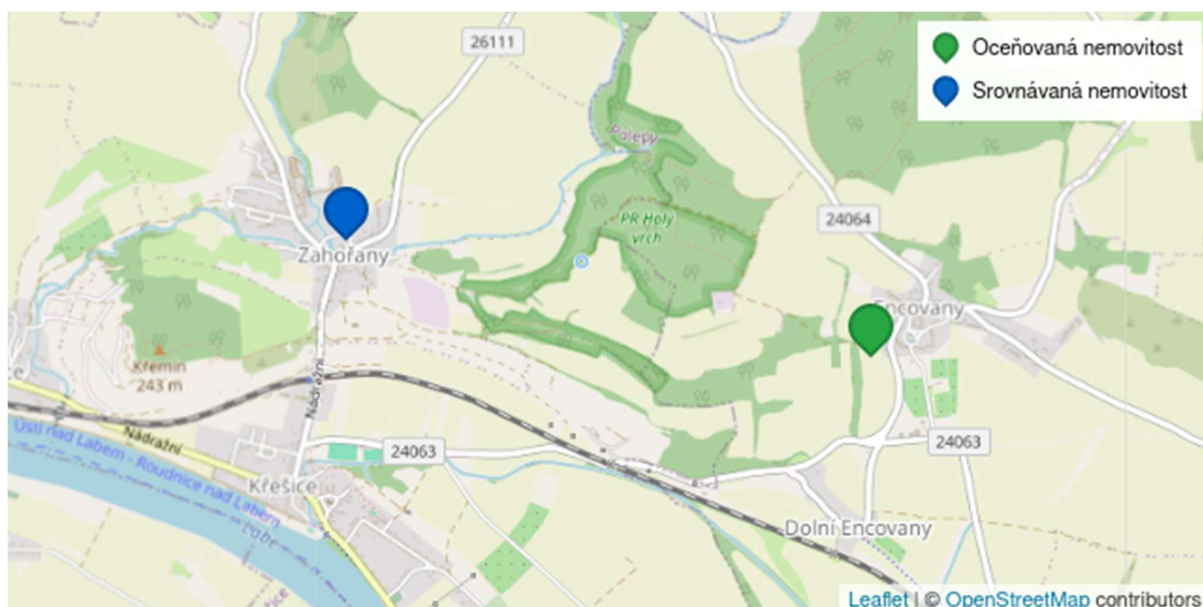 26111
Oceňovaná nemovitost
Srovnávaná nemovitost
Polepy
PR Holý
vrch
24064
Zahořany
Encovany
Křemín
243 m
Nádražní
Nádražní
24063
24063
Ústí nad Labem - Roudnice nad Labem
Labe
Křešice
Dolní Encovany
Leaflet | © OpenStreetMap contributors